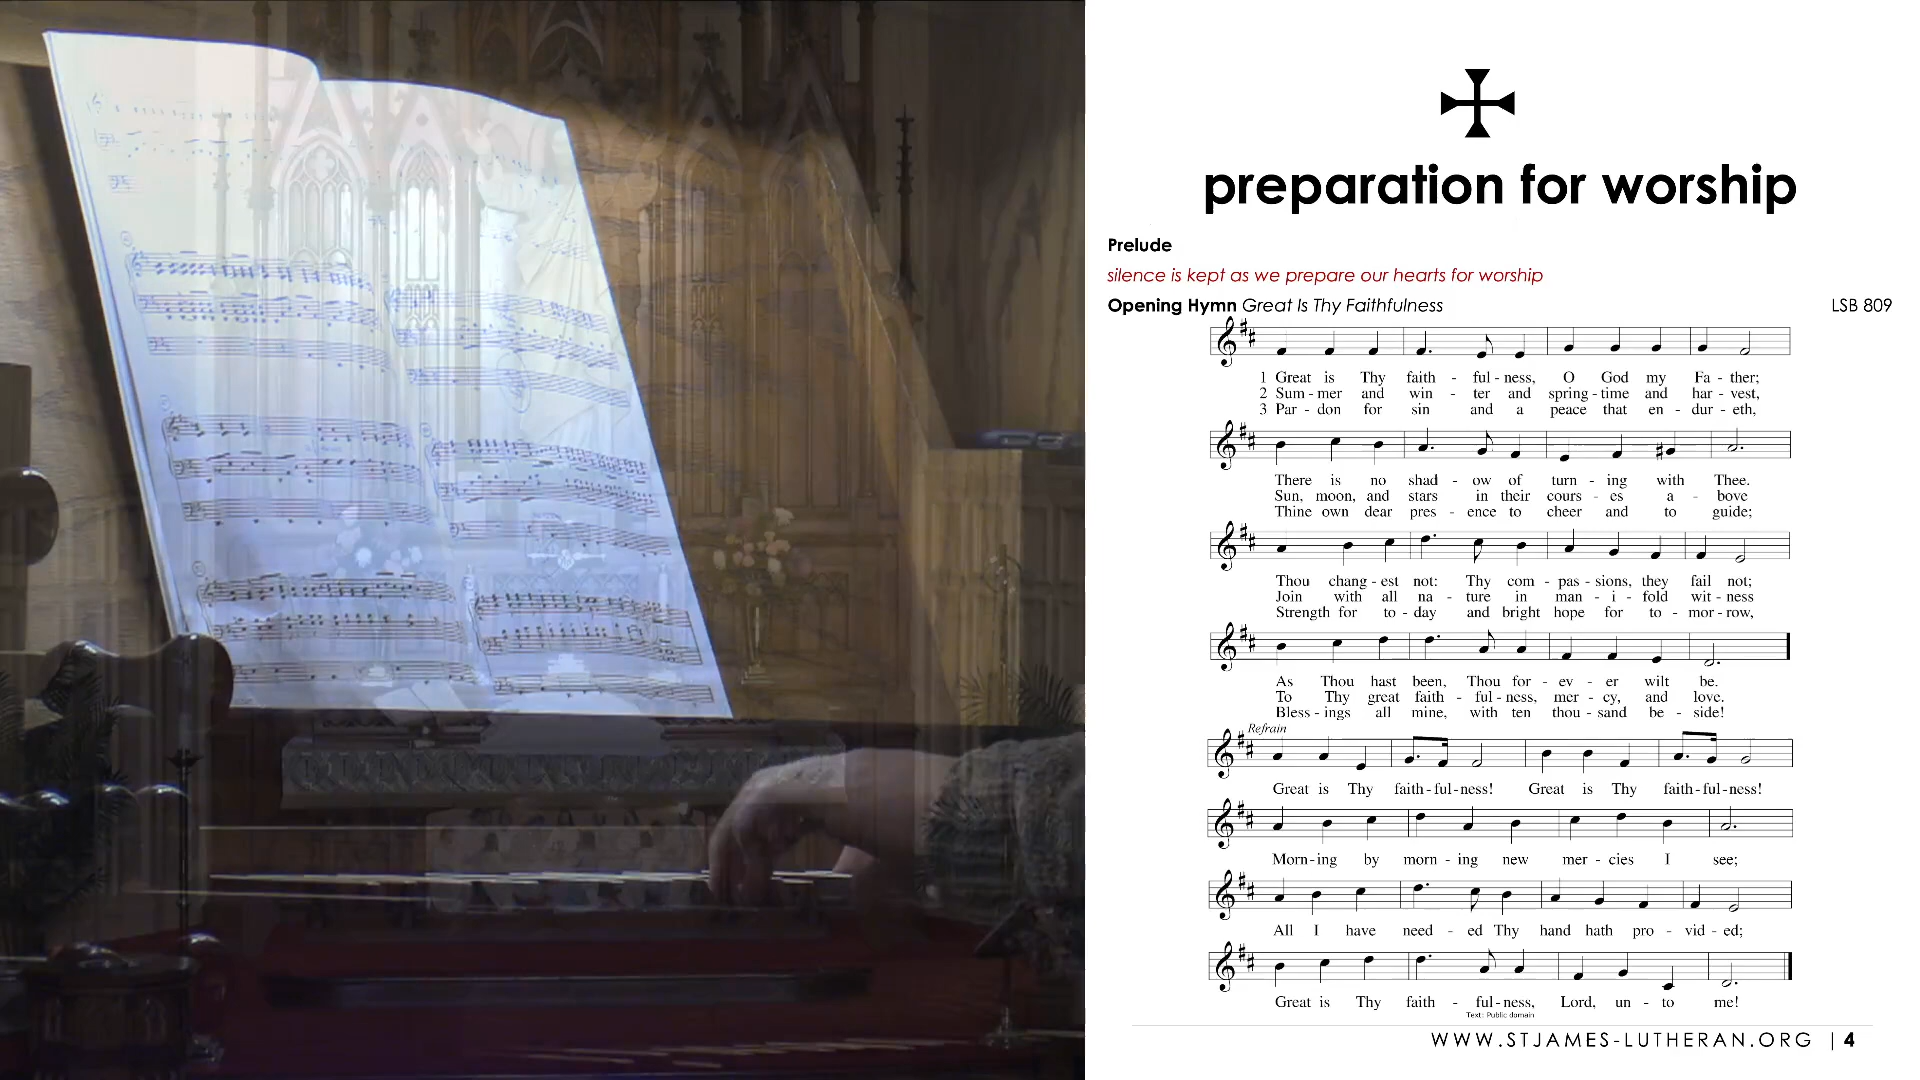 preparation for worship
Prelude
silence is kept as we prepare our hearts for worship
Opening Hymn Great Is Thy Faithfulness LSB 809
1 Great is Thy faith - ful - ness, O God my Fa - ther;
2 Sum - mer and win - ter and spring - time and har - vest,
3 Par - don for sin and a peace that en - dur - eth,
There is no shad - ow of turn - ing with Thee.
Sun, moon, and stars in their cours - es a - bove
Thine own dear pres - ence to cheer and to guide;
Thou chang - est not: Thy com - pas - sions, they fail not;
Join with all na - ture in man - i - fold wit - ness
Strength for to - day and bright hope for to - mor - row,
As Thou hast been, Thou for - ev - er wilt be.
To Thy great faith - ful - ness, mer - cy, and love.
Bless - ings all mine, with ten thou - sand be - side!
Refrain
Great is Thy faith - ful - ness! Great is Thy faith - ful - ness!
Morn - ing by morn - ing new mer - cies I see;
All I have need - ed Thy hand hath pro - vid - ed;
Great is Thy faith - ful - ness, Lord, un - to me!
Text: Public domain
WWW.STJAMES-LUTHERAN.ORG | 4